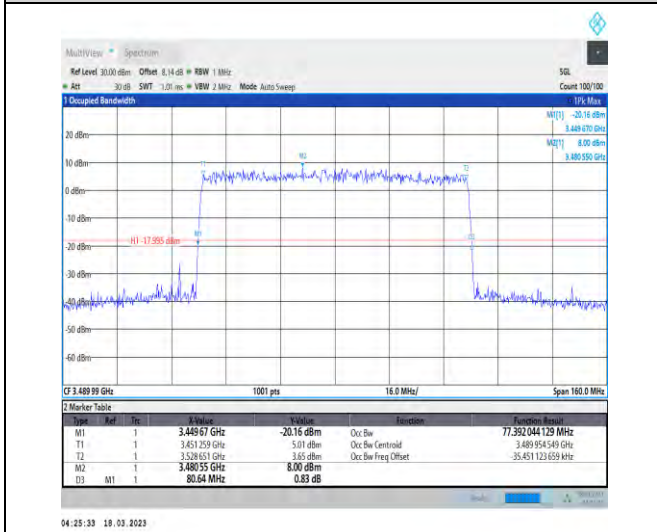 MultiView Spectrum
Ref Level 30.00 dBm Offset 8.14 dB RBW 1 MHz SGL
Att 30 dB SWT 1.01 ms VBW 2 MHz Mode Auto Sweep Count 100/100
1 Occupied Bandwidth 1Pk Max
M1[1] -20.16 dBm
3.449 670 GHz
M2[1] 8.00 dBm
3.480 550 GHz
20 dBm
10 dBm
T1 M2 T2
0 dBm
-10 dBm
M1 D3
H1 -17.995 dBm
-20 dBm
-30 dBm
-40 dBm
-50 dBm
-60 dBm
CF 3.489 99 GHz 1001 pts 16.0 MHz/ Span 160.0 MHz
2 Marker Table
Type Ref Trc X-Value Y-Value Function Function Result
M1 1 3.449 67 GHz -20.16 dBm Occ Bw 77.392 044 129 MHz
T1 1 3.451 259 GHz 5.01 dBm Occ Bw Centroid 3.489 954 549 GHz
T2 1 3.528 651 GHz 3.65 dBm Occ Bw Freq Offset -35.451 123 659 kHz
M2 1 3.480 55 GHz 8.00 dBm
D3 M1 1 80.64 MHz 0.83 dB
04:25:33 18.03.2023